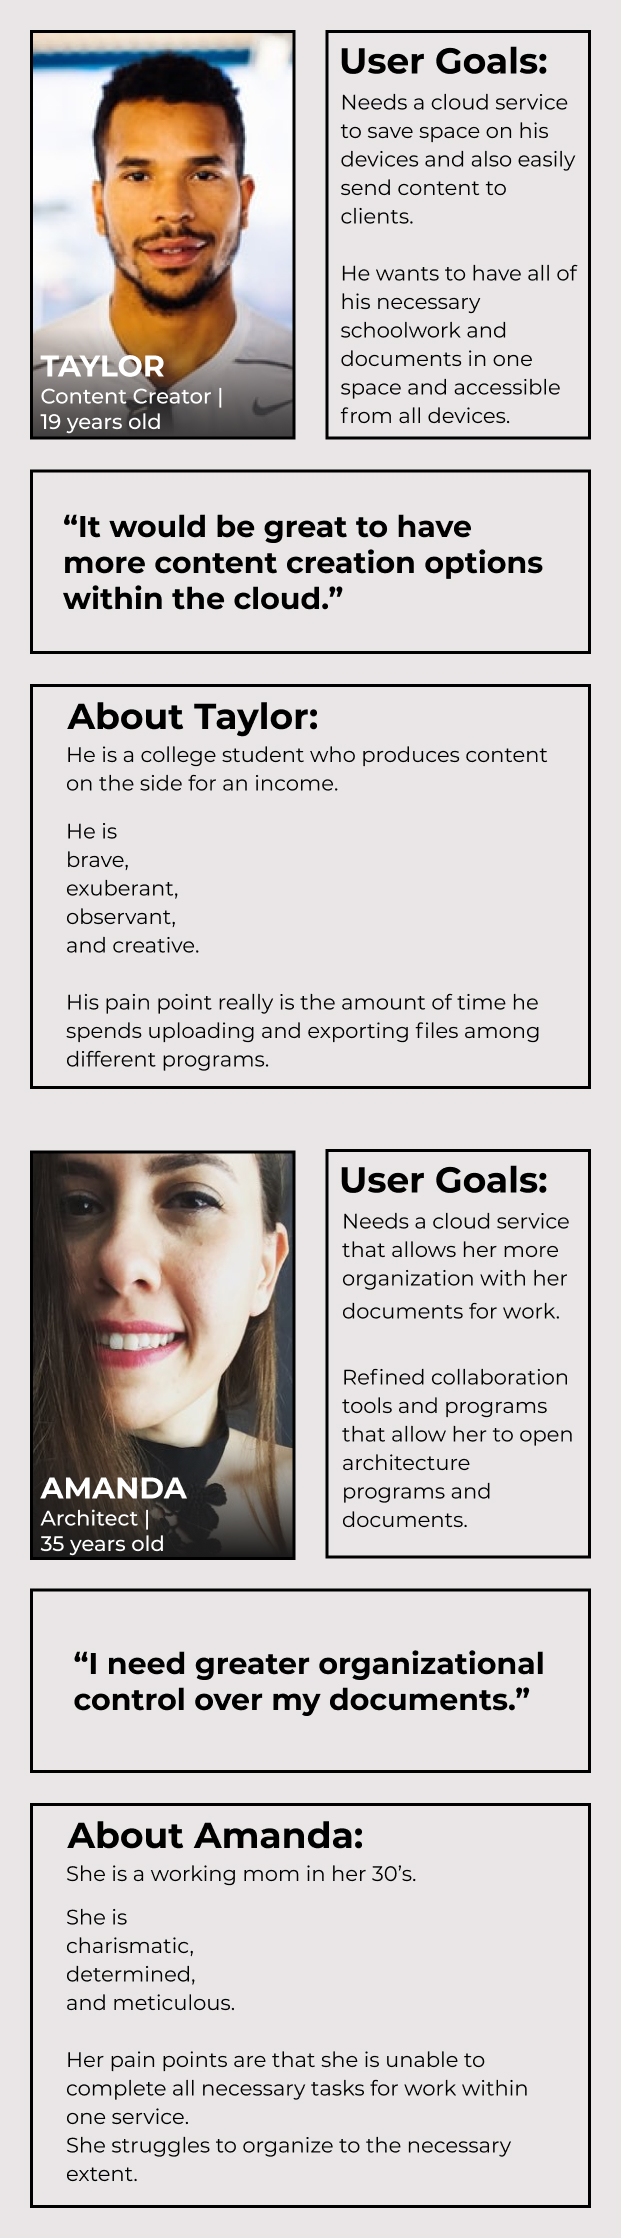 TAYLOR
Content Creator |
19 years old
User Goals:
Needs a cloud service
to save space on his
devices and also easily
send content to
clients.
He wants to have all of
his necessary
schoolwork and
documents in one
space and accessible
from all devices.
“It would be great to have
more content creation options
within the cloud.”
About Taylor:
He is a college student who produces content
on the side for an income.
He is
brave,
exuberant,
observant,
and creative.
His pain point really is the amount of time he
spends uploading and exporting files among
different programs.
AMANDA
Architect |
35 years old
User Goals:
Needs a cloud service
that allows her more
organization with her
documents for work.
Refined collaboration
tools and programs
that allow her to open
architecture
programs and
documents.
“I need greater organizational
control over my documents.”
About Amanda:
She is a working mom in her 30’s.
She is
charismatic,
determined,
and meticulous.
Her pain points are that she is unable to
complete all necessary tasks for work within
one service.
She struggles to organize to the necessary
extent.